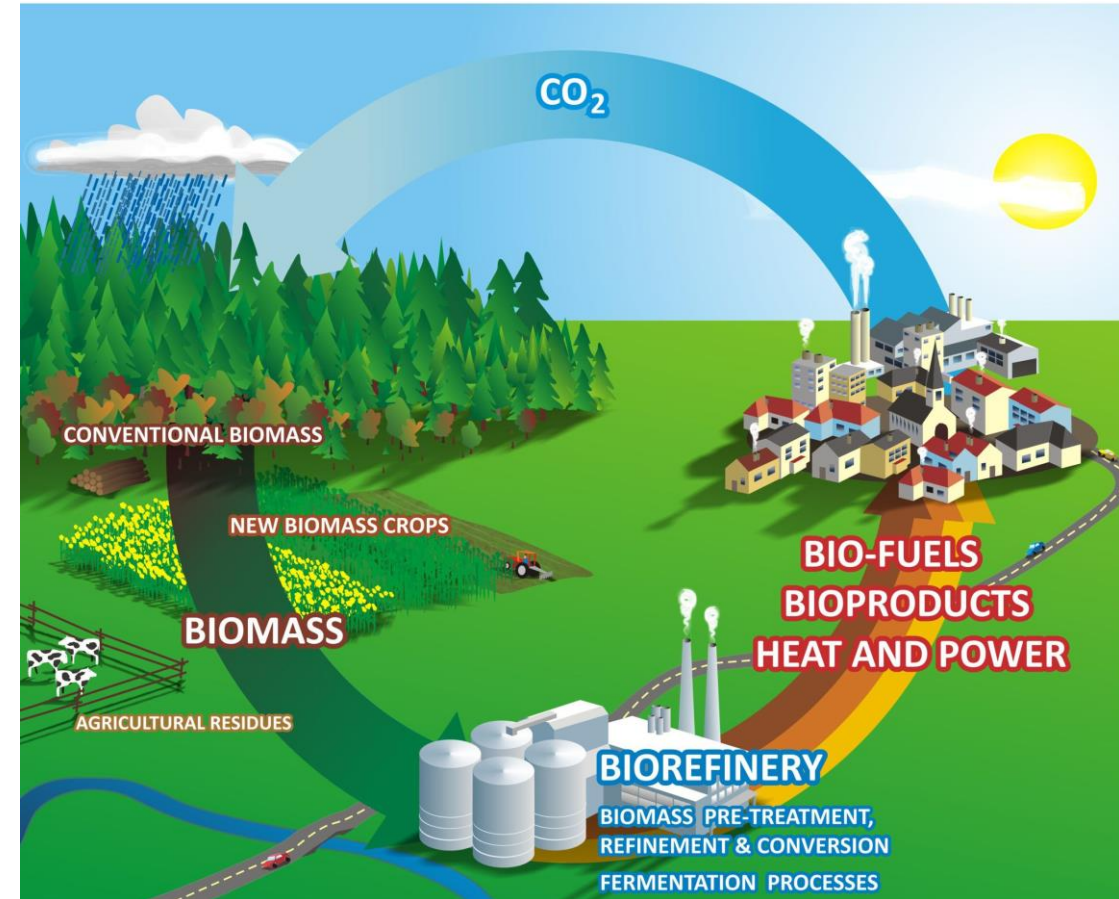 CO₂
CONVENTIONAL BIOMASS
NEW BIOMASS CROPS
BIOMASS
AGRICULTURAL RESIDUES
BIO-FUELS
BIOPRODUCTS
HEAT AND POWER
BIOREFINERY
BIOMASS PRE-TREATMENT,
REFINEMENT & CONVERSION
FERMENTATION PROCESSES